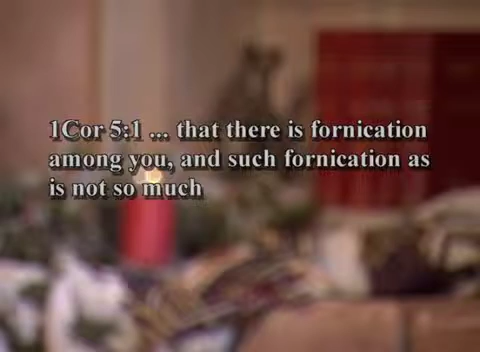 1Cor 5:1 ... that there is fornication
among you, and such fornication as
is not so much